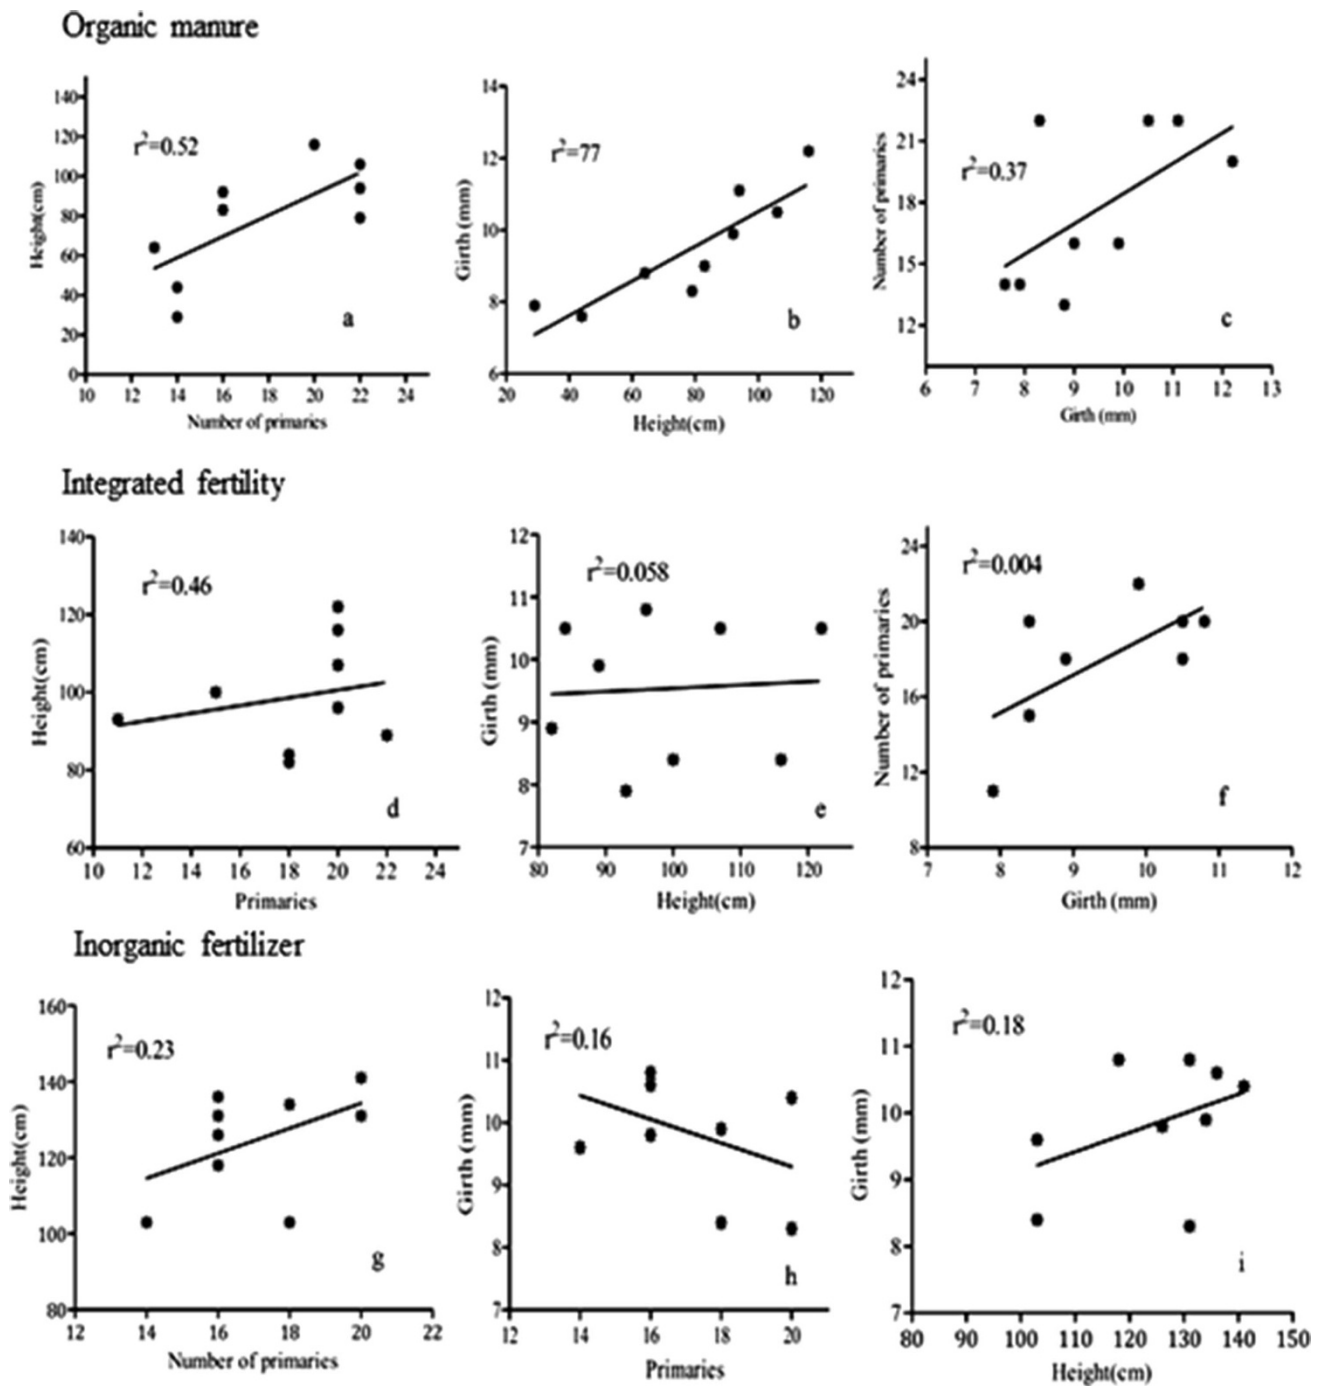 Organic manure
r²=0.52
Height(cm)
140
120
100
80
60
40
20
0
10 12 14 16 18 20 22 24
Number of primaries
a
r²=77
Girth (mm)
14
12
10
8
6
20 40 60 80 100 120
Height(cm)
b
r²=0.37
Number of primaries
24
21
18
15
12
6 7 8 9 10 11 12 13
Girth (mm)
c
Integrated fertility
r²=0.46
Height(cm)
140
120
100
80
60
10 12 14 16 18 20 22 24
Primaries
d
r²=0.058
Girth (mm)
12
11
10
9
8
7
80 90 100 110 120
Height(cm)
e
r²=0.004
Number of primaries
24
20
16
12
8
7 8 9 10 11 12
Girth (mm)
f
Inorganic fertilizer
r²=0.23
Height(cm)
160
140
120
100
80
12 14 16 18 20 22
Number of primaries
g
r²=0.16
Girth (mm)
12
11
10
9
8
7
12 14 16 18 20
Primaries
h
r²=0.18
Girth (mm)
12
11
10
9
8
7
80 90 100 110 120 130 140 150
Height(cm)
i